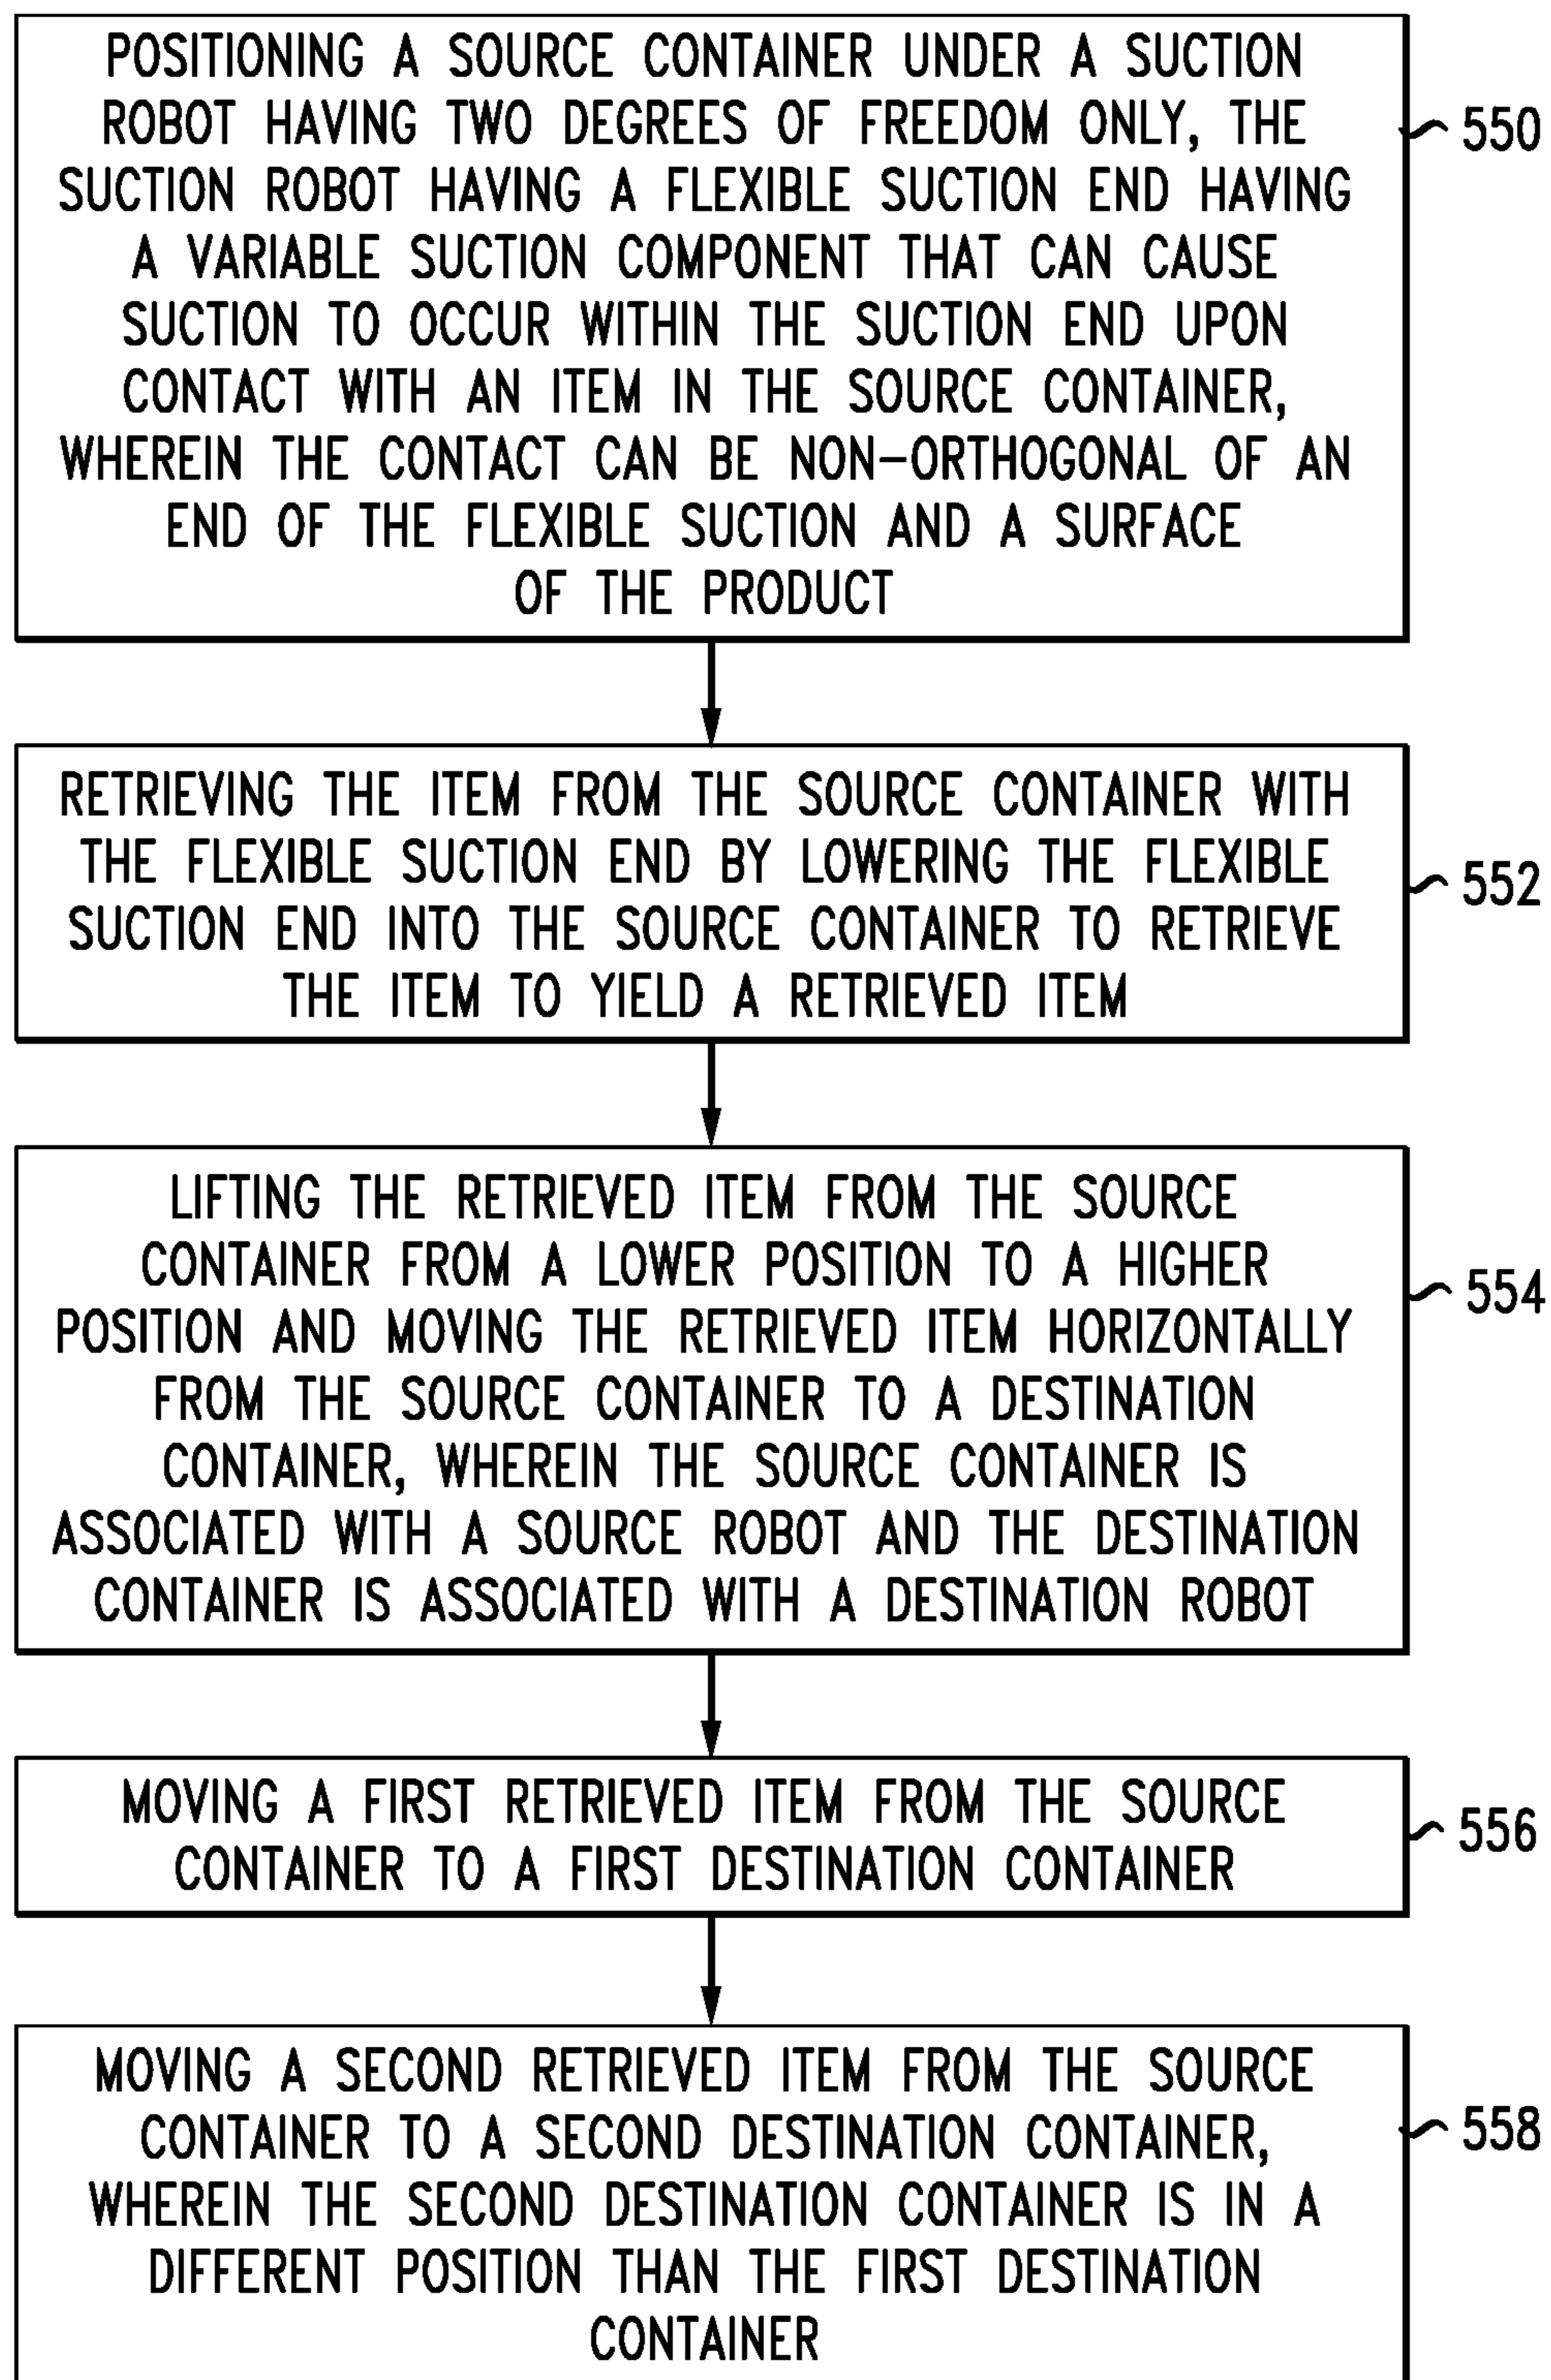 POSITIONING A SOURCE CONTAINER UNDER A SUCTION
ROBOT HAVING TWO DEGREES OF FREEDOM ONLY, THE
SUCTION ROBOT HAVING A FLEXIBLE SUCTION END HAVING
A VARIABLE SUCTION COMPONENT THAT CAN CAUSE
SUCTION TO OCCUR WITHIN THE SUCTION END UPON
CONTACT WITH AN ITEM IN THE SOURCE CONTAINER,
WHEREIN THE CONTACT CAN BE NON-ORTHOGONAL OF AN
END OF THE FLEXIBLE SUCTION AND A SURFACE
OF THE PRODUCT
550
RETRIEVING THE ITEM FROM THE SOURCE CONTAINER WITH
THE FLEXIBLE SUCTION END BY LOWERING THE FLEXIBLE
SUCTION END INTO THE SOURCE CONTAINER TO RETRIEVE
THE ITEM TO YIELD A RETRIEVED ITEM
552
LIFTING THE RETRIEVED ITEM FROM THE SOURCE
CONTAINER FROM A LOWER POSITION TO A HIGHER
POSITION AND MOVING THE RETRIEVED ITEM HORIZONTALLY
FROM THE SOURCE CONTAINER TO A DESTINATION
CONTAINER, WHEREIN THE SOURCE CONTAINER IS
ASSOCIATED WITH A SOURCE ROBOT AND THE DESTINATION
CONTAINER IS ASSOCIATED WITH A DESTINATION ROBOT
554
MOVING A FIRST RETRIEVED ITEM FROM THE SOURCE
CONTAINER TO A FIRST DESTINATION CONTAINER
556
MOVING A SECOND RETRIEVED ITEM FROM THE SOURCE
CONTAINER TO A SECOND DESTINATION CONTAINER,
WHEREIN THE SECOND DESTINATION CONTAINER IS IN A
DIFFERENT POSITION THAN THE FIRST DESTINATION
CONTAINER
558